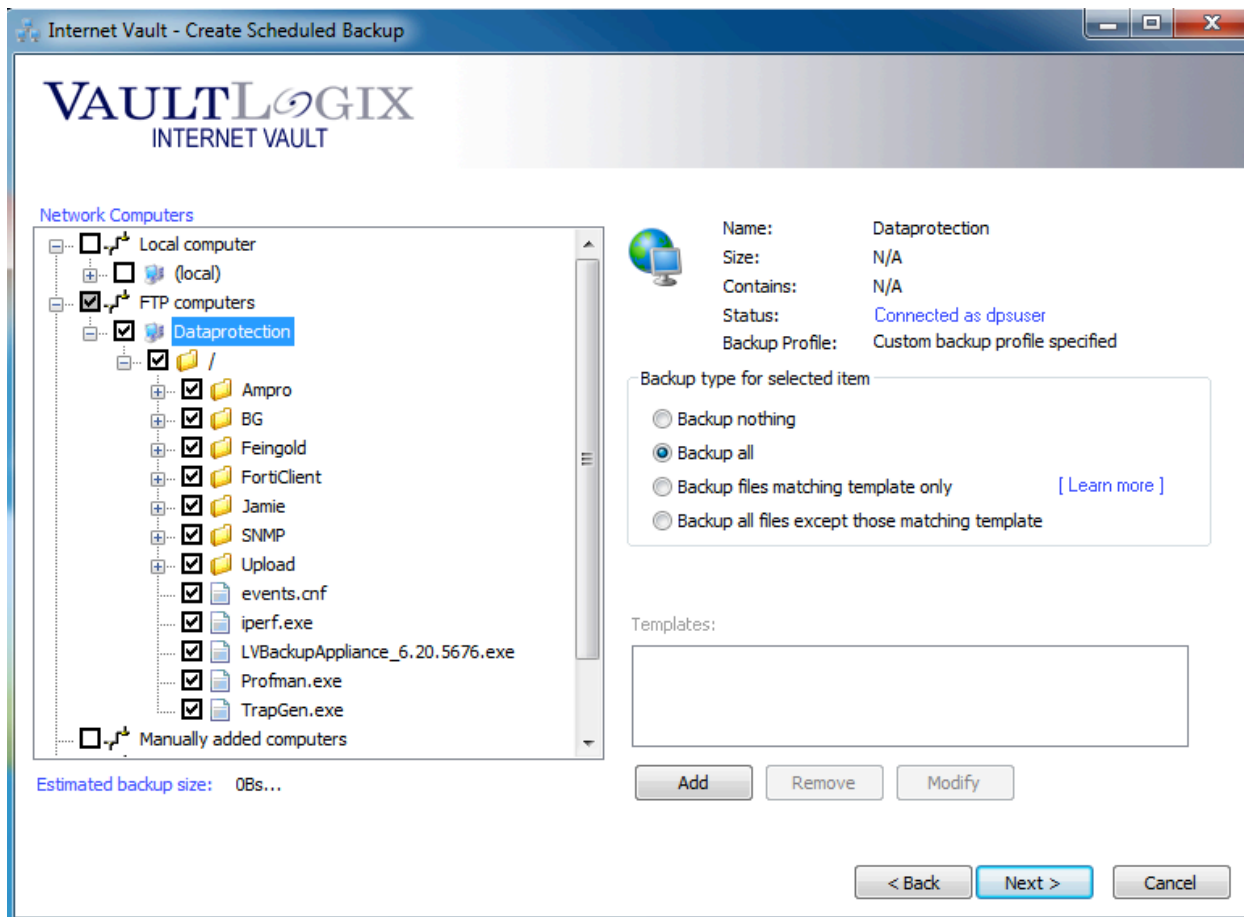 Internet Vault - Create Scheduled Backup
VAULTLOGIX
INTERNET VAULT
Network Computers
Local computer
(local)
FTP computers
Dataprotection
/
Ampro
BG
Feingold
FortiClient
Jamie
SNMP
Upload
events.cnf
iperf.exe
LVBackupAppliance_6.20.5676.exe
Profman.exe
TrapGen.exe
Manually added computers
Estimated backup size: 0Bs...
Name: Dataprotection
Size: N/A
Contains: N/A
Status: Connected as dpsuser
Backup Profile: Custom backup profile specified
Backup type for selected item
Backup nothing
Backup all
Backup files matching template only [ Learn more ]
Backup all files except those matching template
Templates:
Add Remove Modify
< Back Next > Cancel